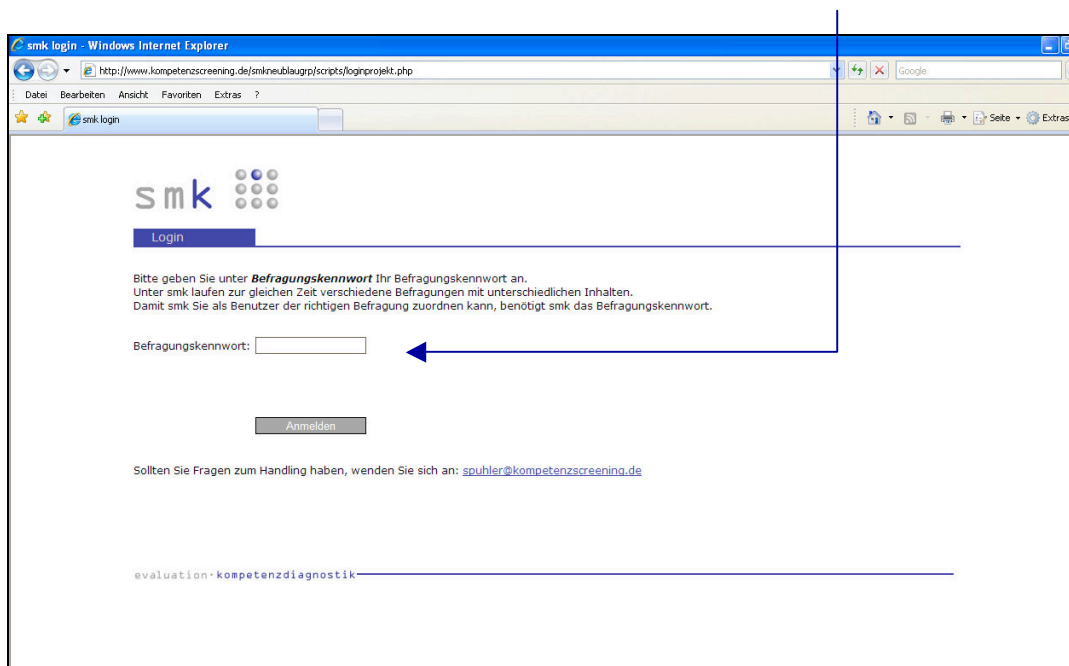 smk login - Windows Internet Explorer
http://www.kompetenzscreening.de/smkneublaugrp/scripts/loginprojekt.php
Google
Datei Bearbeiten Ansicht Favoriten Extras ?
smk login
Seite
Extras
smk
Login
Bitte geben Sie unter Befragungskennwort Ihr Befragungskennwort an.
Unter smk laufen zur gleichen Zeit verschiedene Befragungen mit unterschiedlichen Inhalten.
Damit smk Sie als Benutzer der richtigen Befragung zuordnen kann, benötigt smk das Befragungskennwort.
Befragungskennwort:
Anmelden
Sollten Sie Fragen zum Handling haben, wenden Sie sich an: spuhler@kompetenzscreening.de
evaluation·kompetenzdiagnostik